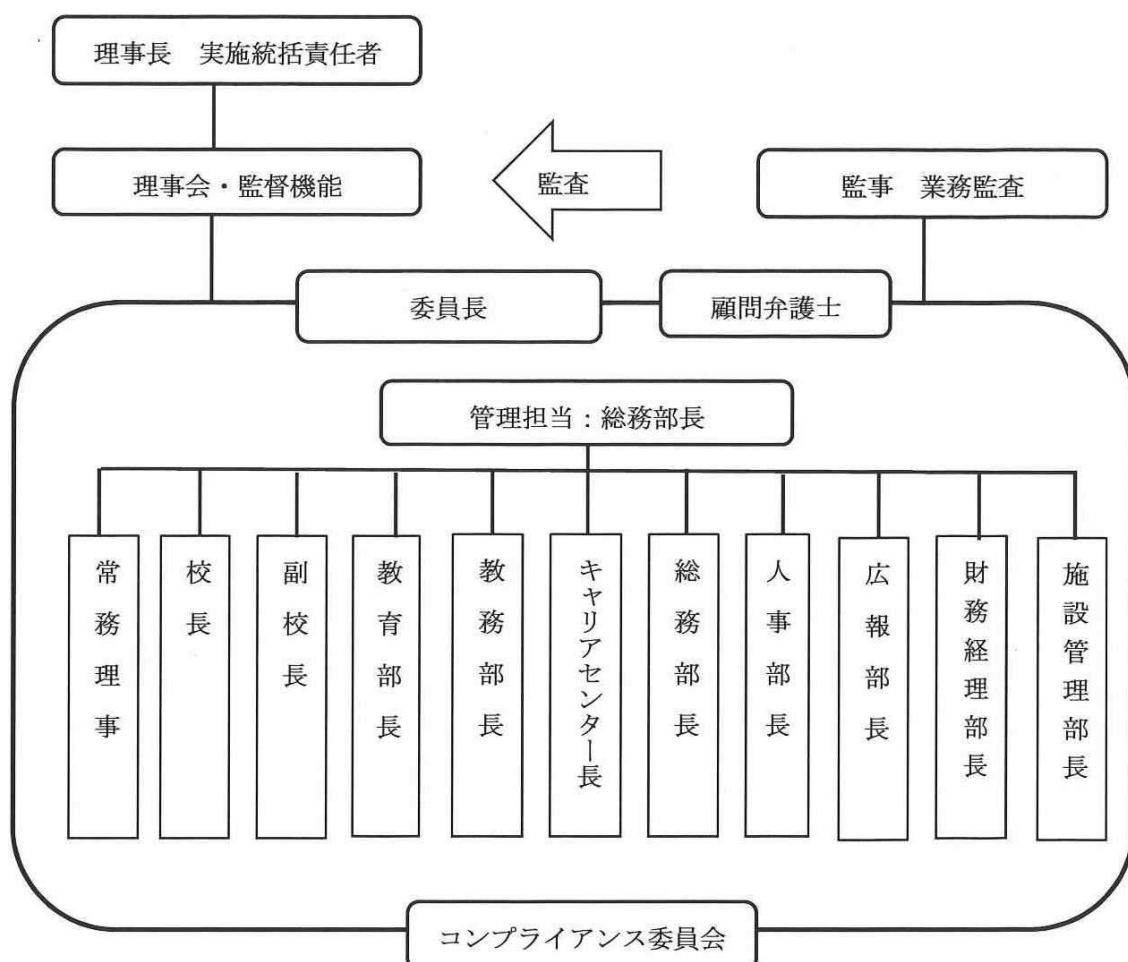 理事長　実施統括責任者
理事会・監督機能
監査
監事　業務監査
委員長
顧問弁護士
管理担当：総務部長
常務理事
校長
副校長
教育部長
教務部長
キャリアセンター長
総務部長
人事部長
広報部長
財務経理部長
施設管理部長
コンプライアンス委員会